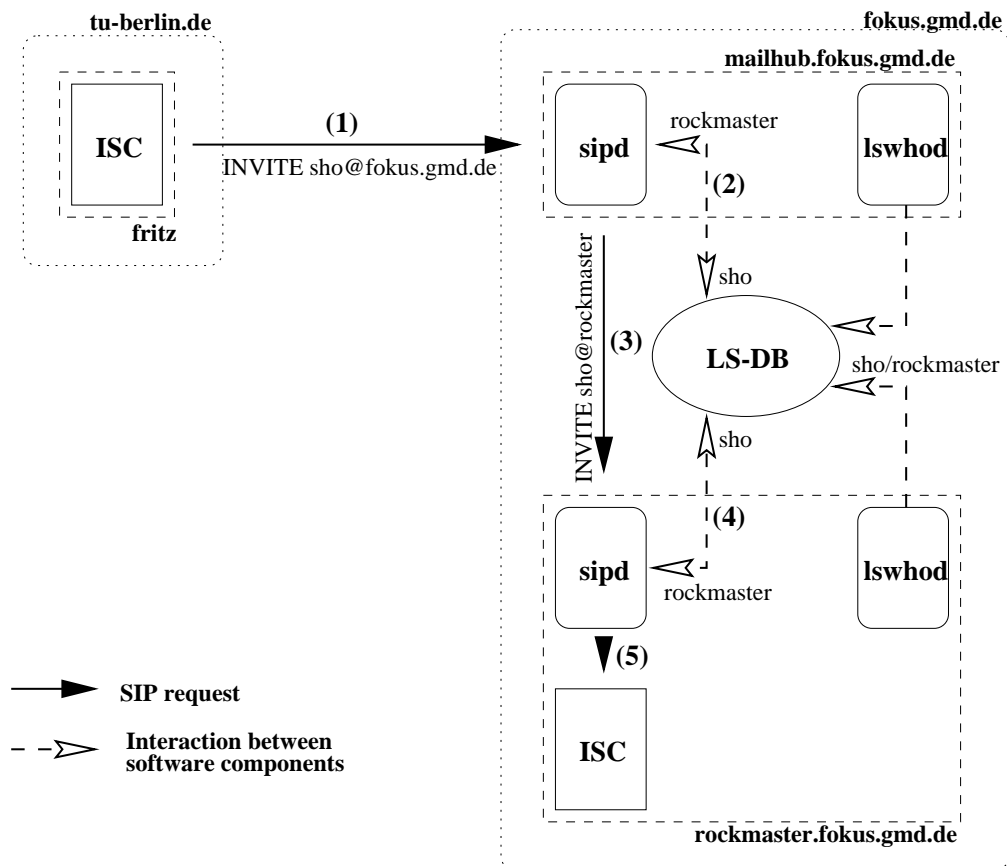 tu-berlin.de
fokus.gmd.de
mailhub.fokus.gmd.de
ISC
(1)
INVITE sho@fokus.gmd.de
fritz
sipd
rockmaster
(2)
lswhod
sho
INVITE sho@rockmaster
(3)
LS-DB
sho/rockmaster
sho
(4)
sipd
rockmaster
lswhod
(5)
ISC
rockmaster.fokus.gmd.de
SIP request
Interaction between
software components